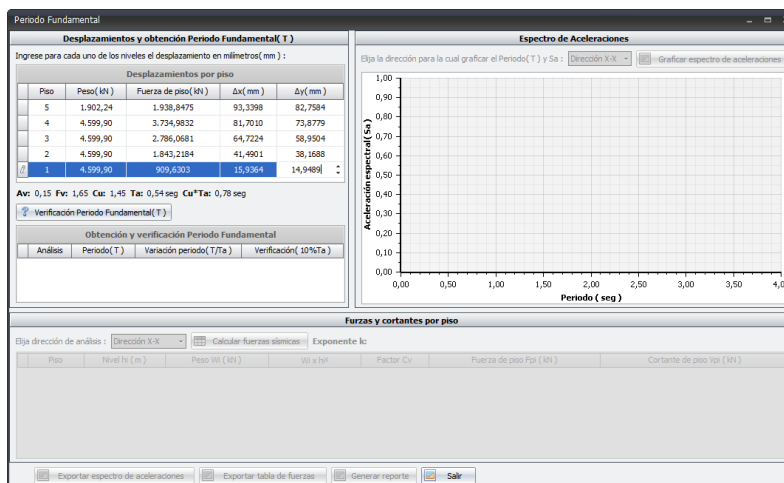 Periodo Fundamental
Desplazamientos y obtención Periodo Fundamental( T )
Ingrese para cada uno de los niveles el desplazamiento en milimetros( mm ) :
Desplazamientos por piso
Piso Peso( kN ) Fuerza de piso( kN ) Δx( mm ) Δy( mm )
5 1.902,24 1.938,8475 93,3398 82,7584
4 4.599,90 3.734,9832 81,7010 73,8779
3 4.599,90 2.786,0681 64,7224 58,9504
2 4.599,90 1.843,2184 41,4901 38,1688
1 4.599,90 909,6303 15,9364 14,9489
Av: 0,15 Fv: 1,65 Cu: 1,45 Ta: 0,54 seg Cu*Ta: 0,78 seg
Verificación Periodo Fundamental( T )
Obtención y verificación Periodo Fundamental
Análisis Periodo( T ) Variación periodo( T/Ta ) Verificación( 10%Ta )
Espectro de Aceleraciones
Elija la dirección para la cual graficar el Periodo( T ) y Sa : Dirección X-X Graficar espectro de aceleraciones
Aceleración espectral( Sa )
1,00
0,90
0,80
0,70
0,60
0,50
0,40
0,30
0,20
0,10
0,00
0,00 0,50 1,00 1,50 2,00 2,50 3,00 3,50 4,0
Periodo ( seg )
Furzas y cortantes por piso
Elija dirección de análisis : Dirección X-X Calcular fuerzas sísmicas Exponente k:
Piso Nivel hi ( m ) Peso Wi ( kN ) Wi x hi^k Factor Cv Fuerza de piso Fpi ( kN ) Cortante de piso Vpi ( kN )
Exportar espectro de aceleraciones Exportar tabla de fuerzas Generar reporte Salir